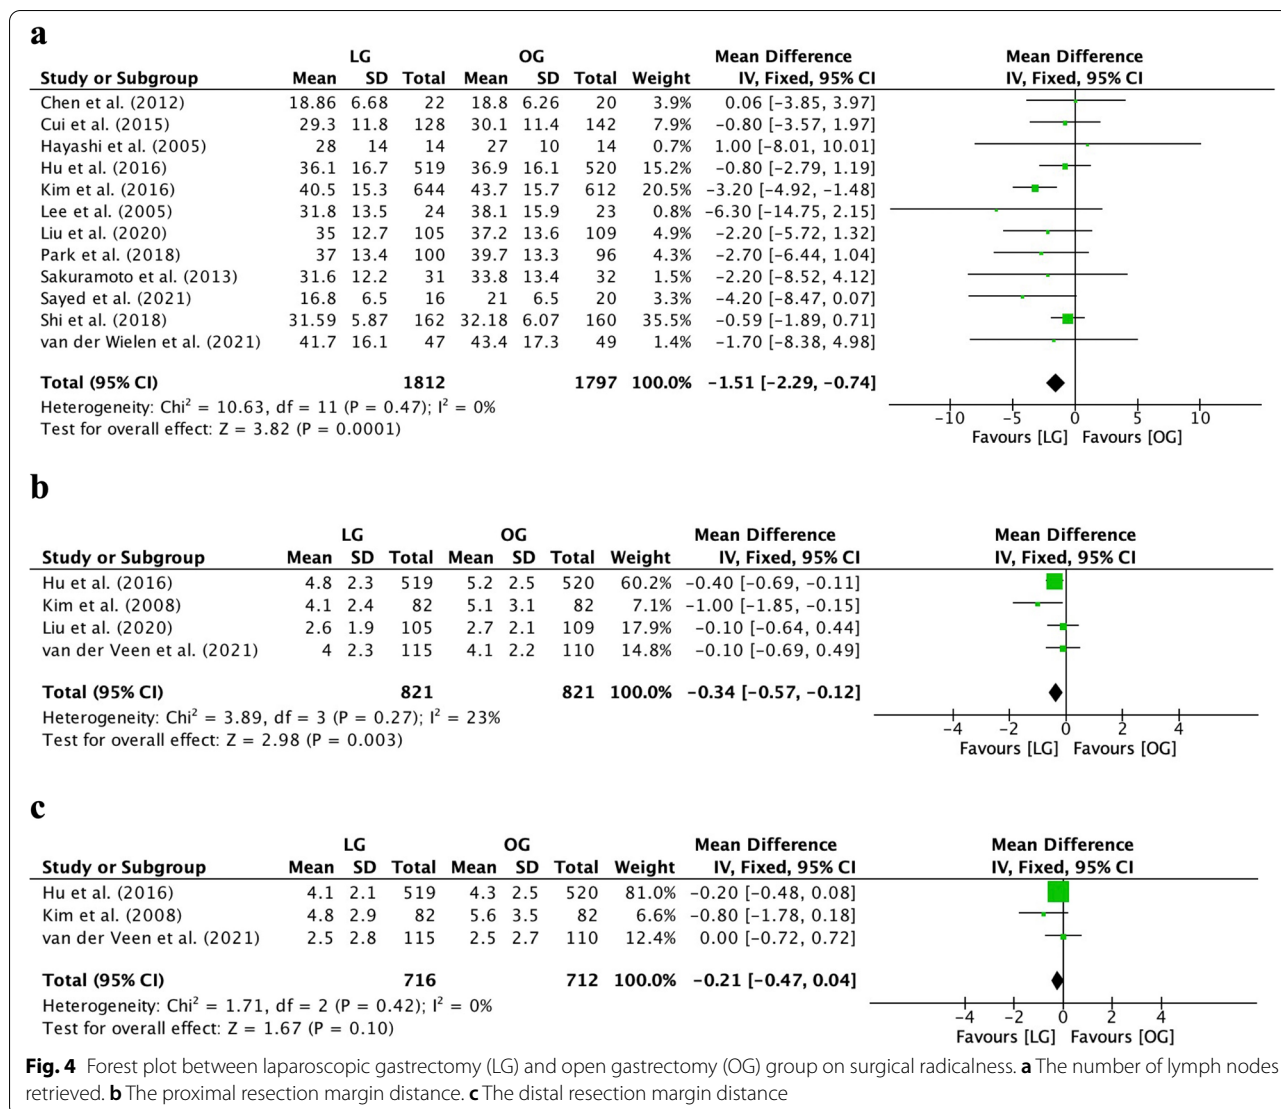 a
LG OG Mean Difference Mean Difference
Study or Subgroup Mean SD Total Mean SD Total Weight IV, Fixed, 95% CI IV, Fixed, 95% CI
Chen et al. (2012) 18.86 6.68 22 18.8 6.26 20 3.9% 0.06 [−3.85, 3.97]
Cui et al. (2015) 29.3 11.8 128 30.1 11.4 142 7.9% −0.80 [−3.57, 1.97]
Hayashi et al. (2005) 28 14 14 27 10 14 0.7% 1.00 [−8.01, 10.01]
Hu et al. (2016) 36.1 16.7 519 36.9 16.1 520 15.2% −0.80 [−2.79, 1.19]
Kim et al. (2016) 40.5 15.3 644 43.7 15.7 612 20.5% −3.20 [−4.92, −1.48]
Lee et al. (2005) 31.8 13.5 24 38.1 15.9 23 0.8% −6.30 [−14.75, 2.15]
Liu et al. (2020) 35 12.7 105 37.2 13.6 109 4.9% −2.20 [−5.72, 1.32]
Park et al. (2018) 37 13.4 100 39.7 13.3 96 4.3% −2.70 [−6.44, 1.04]
Sakuramoto et al. (2013) 31.6 12.2 31 33.8 13.4 32 1.5% −2.20 [−8.52, 4.12]
Sayed et al. (2021) 16.8 6.5 16 21 6.5 20 3.3% −4.20 [−8.47, 0.07]
Shi et al. (2018) 31.59 5.87 162 32.18 6.07 160 35.5% −0.59 [−1.89, 0.71]
van der Wielen et al. (2021) 41.7 16.1 47 43.4 17.3 49 1.4% −1.70 [−8.38, 4.98]
Total (95% CI) 1812 1797 100.0% −1.51 [−2.29, −0.74]
Heterogeneity: Chi² = 10.63, df = 11 (P = 0.47); I² = 0%
Test for overall effect: Z = 3.82 (P = 0.0001)
−10 −5 0 5 10
Favours [LG] Favours [OG]
b
LG OG Mean Difference Mean Difference
Study or Subgroup Mean SD Total Mean SD Total Weight IV, Fixed, 95% CI IV, Fixed, 95% CI
Hu et al. (2016) 4.8 2.3 519 5.2 2.5 520 60.2% −0.40 [−0.69, −0.11]
Kim et al. (2008) 4.1 2.4 82 5.1 3.1 82 7.1% −1.00 [−1.85, −0.15]
Liu et al. (2020) 2.6 1.9 105 2.7 2.1 109 17.9% −0.10 [−0.64, 0.44]
van der Veen et al. (2021) 4 2.3 115 4.1 2.2 110 14.8% −0.10 [−0.69, 0.49]
Total (95% CI) 821 821 100.0% −0.34 [−0.57, −0.12]
Heterogeneity: Chi² = 3.89, df = 3 (P = 0.27); I² = 23%
Test for overall effect: Z = 2.98 (P = 0.003)
−4 −2 0 2 4
Favours [LG] Favours [OG]
c
LG OG Mean Difference Mean Difference
Study or Subgroup Mean SD Total Mean SD Total Weight IV, Fixed, 95% CI IV, Fixed, 95% CI
Hu et al. (2016) 4.1 2.1 519 4.3 2.5 520 81.0% −0.20 [−0.48, 0.08]
Kim et al. (2008) 4.8 2.9 82 5.6 3.5 82 6.6% −0.80 [−1.78, 0.18]
van der Veen et al. (2021) 2.5 2.8 115 2.5 2.7 110 12.4% 0.00 [−0.72, 0.72]
Total (95% CI) 716 712 100.0% −0.21 [−0.47, 0.04]
Heterogeneity: Chi² = 1.71, df = 2 (P = 0.42); I² = 0%
Test for overall effect: Z = 1.67 (P = 0.10)
−4 −2 0 2 4
Favours [LG] Favours [OG]
Fig. 4 Forest plot between laparoscopic gastrectomy (LG) and open gastrectomy (OG) group on surgical radicalness. a The number of lymph nodes
retrieved. b The proximal resection margin distance. c The distal resection margin distance